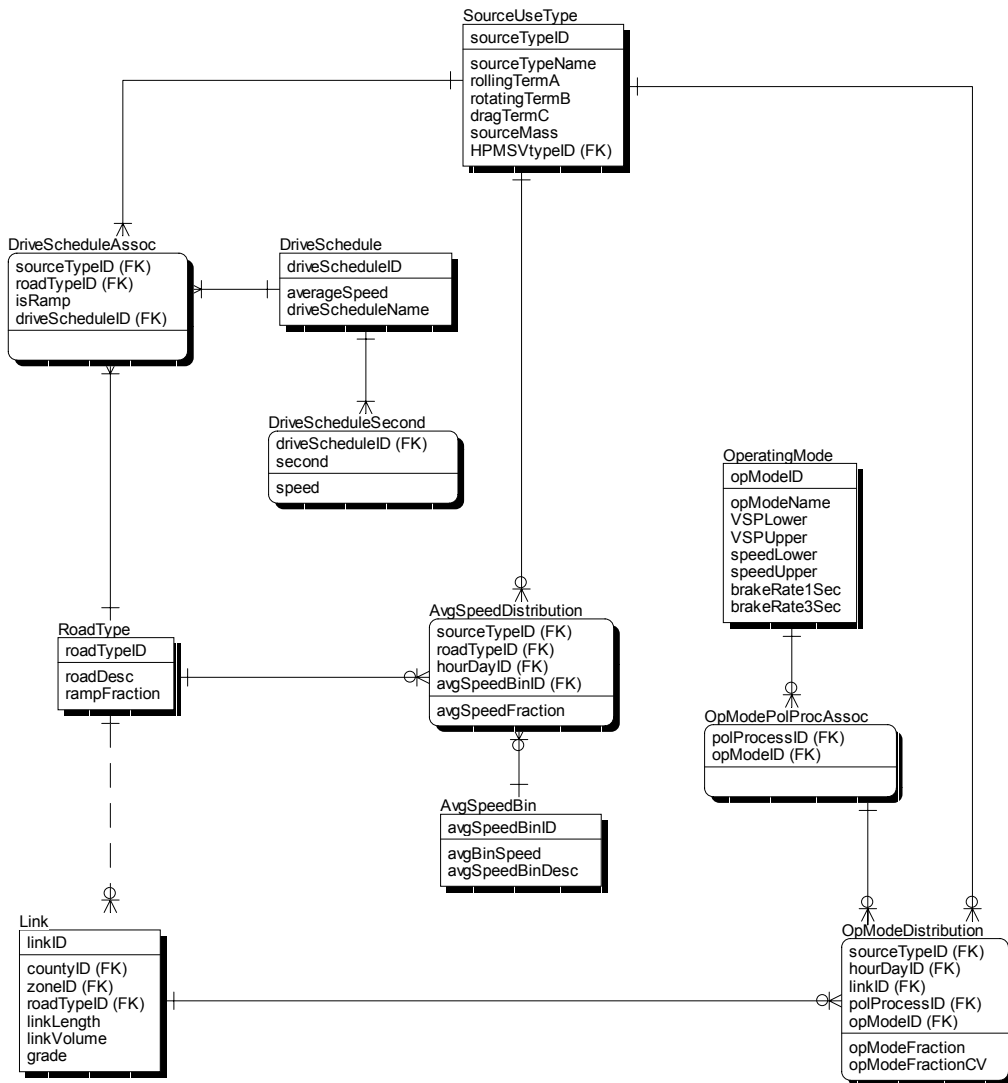 SourceUseType
sourceTypeID
sourceTypeName
rollingTermA
rotatingTermB
dragTermC
sourceMass
HPMSVtypeID (FK)
DriveScheduleAssoc
sourceTypeID (FK)
roadTypeID (FK)
isRamp
driveScheduleID (FK)
DriveSchedule
driveScheduleID
averageSpeed
driveScheduleName
DriveScheduleSecond
driveScheduleID (FK)
second
speed
OperatingMode
opModeID
opModeName
VSPLower
VSPUpper
speedLower
speedUpper
brakeRate1Sec
brakeRate3Sec
AvgSpeedDistribution
sourceTypeID (FK)
roadTypeID (FK)
hourDayID (FK)
avgSpeedBinID (FK)
avgSpeedFraction
RoadType
roadTypeID
roadDesc
rampFraction
OpModePolProcAssoc
polProcessID (FK)
opModeID (FK)
AvgSpeedBin
avgSpeedBinID
avgBinSpeed
avgSpeedBinDesc
Link
linkID
countyID (FK)
zoneID (FK)
roadTypeID (FK)
linkLength
linkVolume
grade
OpModeDistribution
sourceTypeID (FK)
hourDayID (FK)
linkID (FK)
polProcessID (FK)
opModeID (FK)
opModeFraction
opModeFractionCV